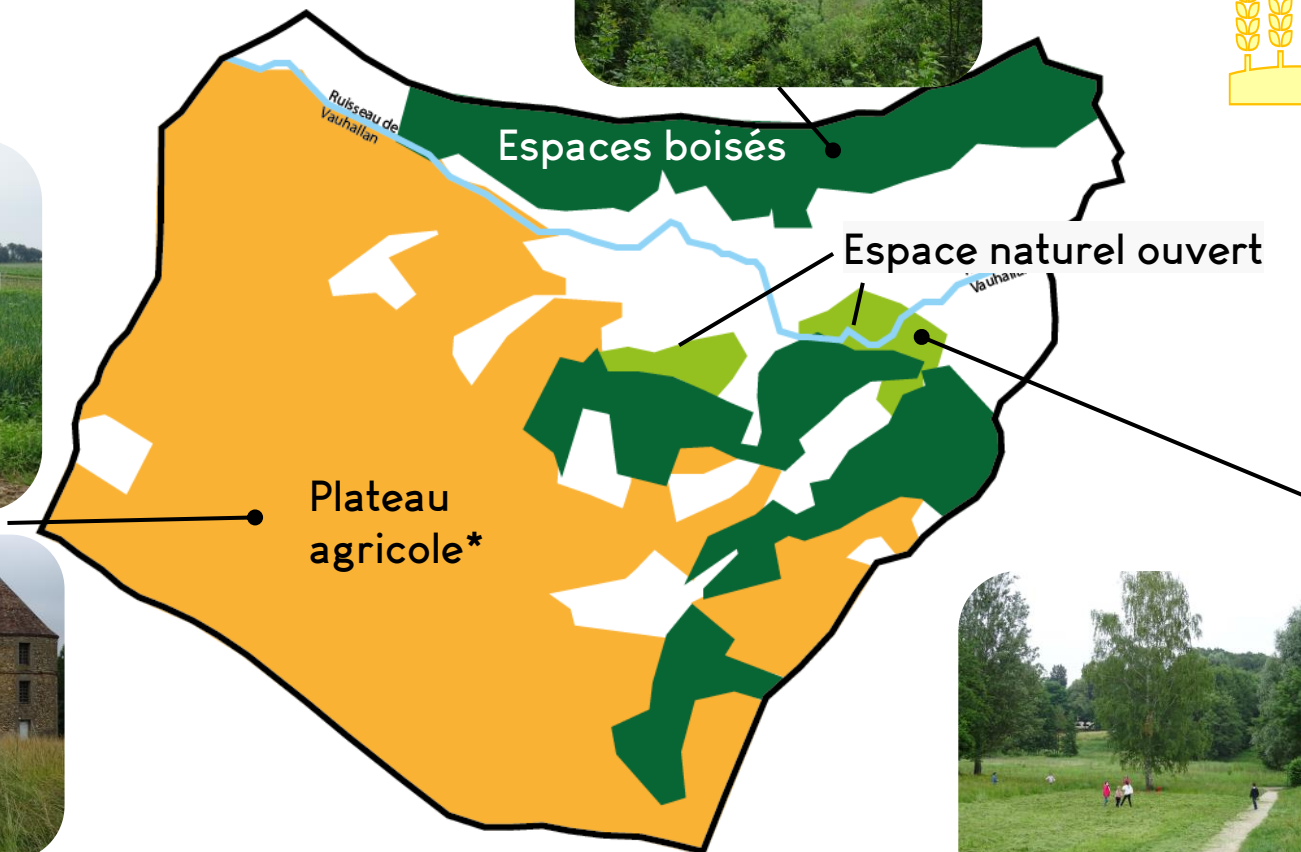 Ruisseau de
Vauhallan
Espaces boisés
Espace naturel ouvert
Plateau
agricole*